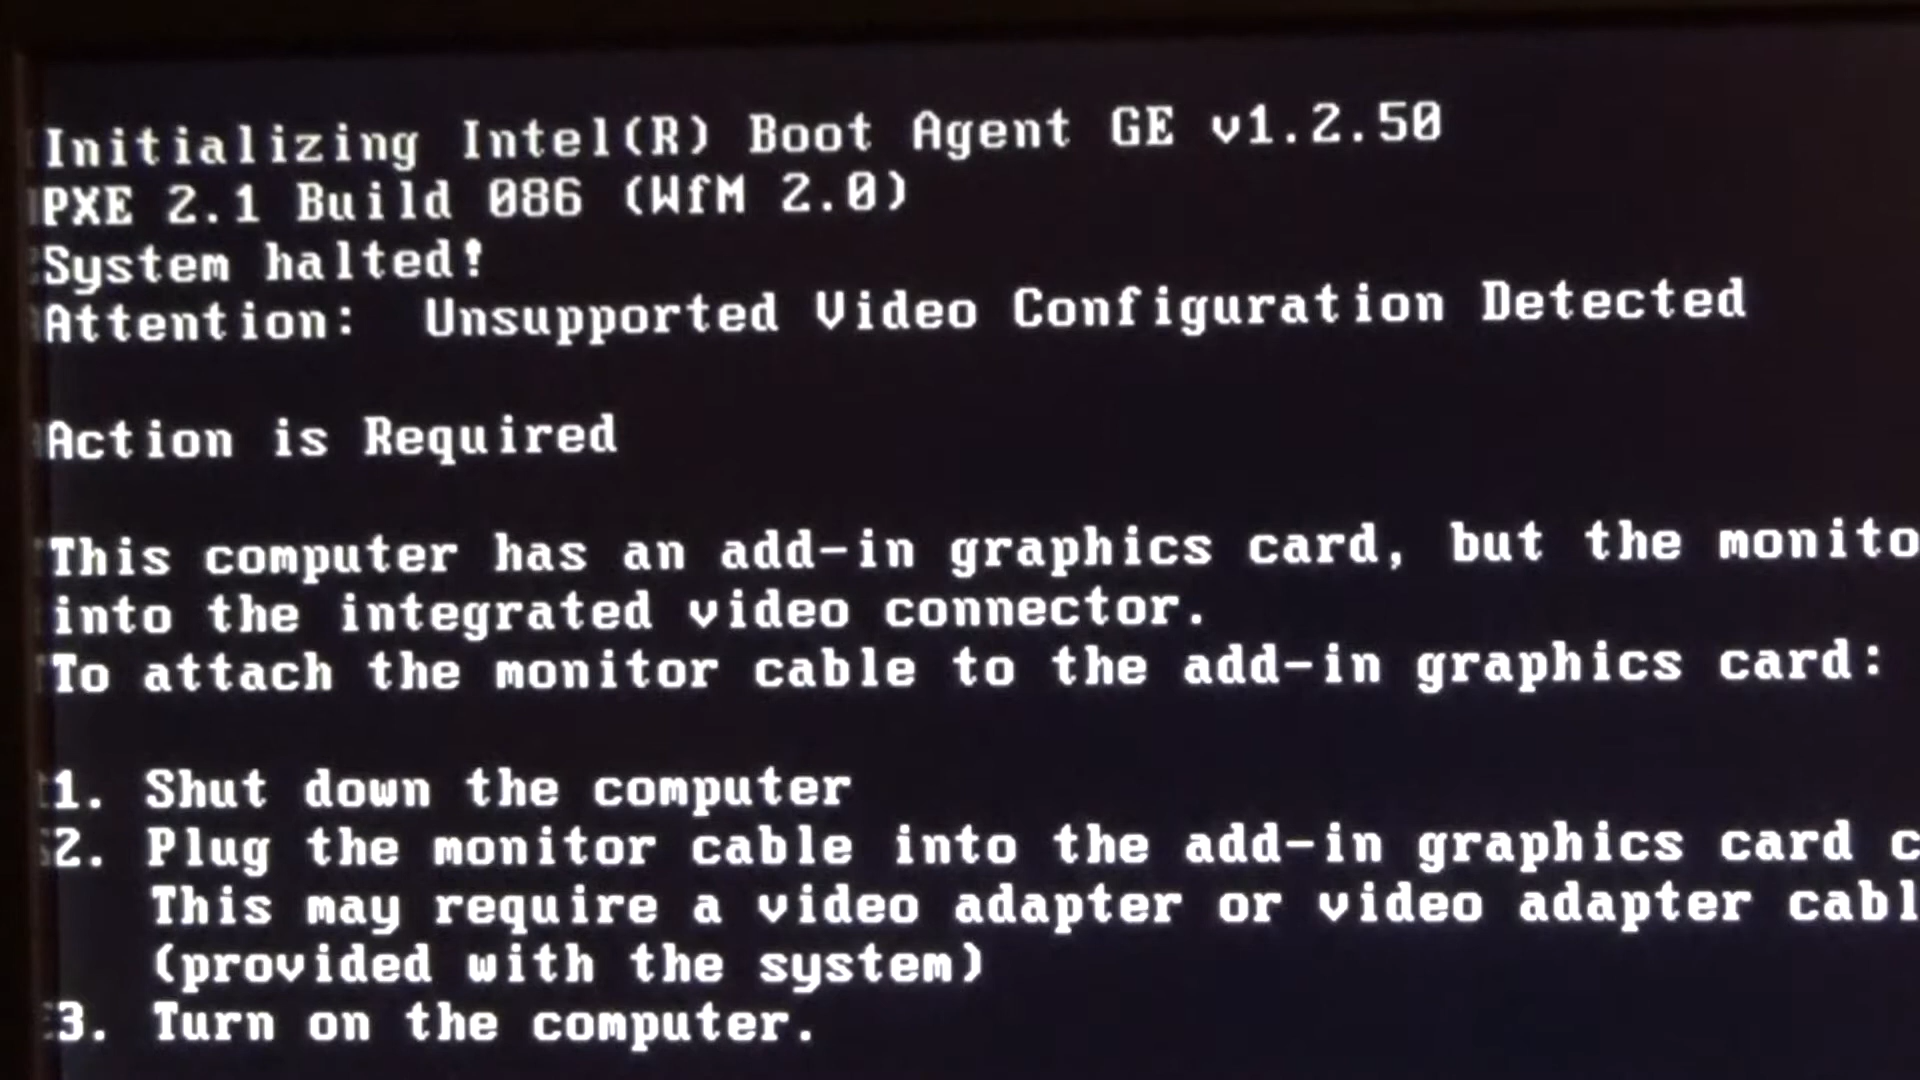 Initializing Intel(R) Boot Agent GE v1.2.50
PXE 2.1 Build 086 (WfM 2.0)
System halted!
Attention:  Unsupported Video Configuration Detected
Action is Required
This computer has an add-in graphics card, but the
into the integrated video connector.
To attach the monitor cable to the add-in graphics card:
1. Shut down the computer
2. Plug the monitor cable into the add-in graphics card
This may require a video adapter or video adapter
(provided with the system)
3. Turn on the computer.